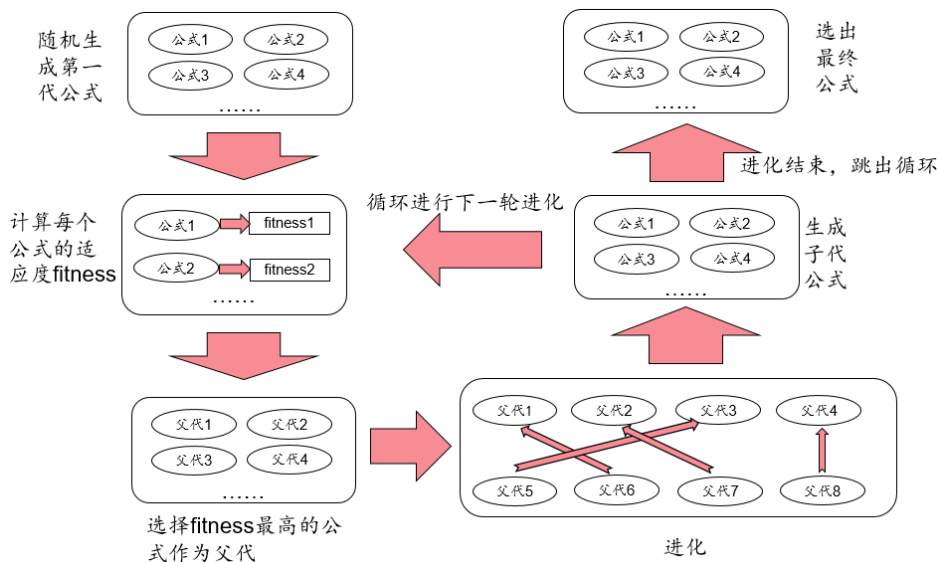 随机生
成第一
代公式
公式1
公式2
公式3
公式4
......
计算每个
公式的适
应度fitness
公式1
fitness1
公式2
fitness2
......
父代1
父代2
父代3
父代4
......
选择fitness最高的公
式作为父代
父代1
父代2
父代3
父代4
父代5
父代6
父代7
父代8
进化
公式1
公式2
公式3
公式4
......
生成
子代
公式
循环进行下一轮进化
进化结束，跳出循环
公式1
公式2
公式3
公式4
......
选出
最终
公式